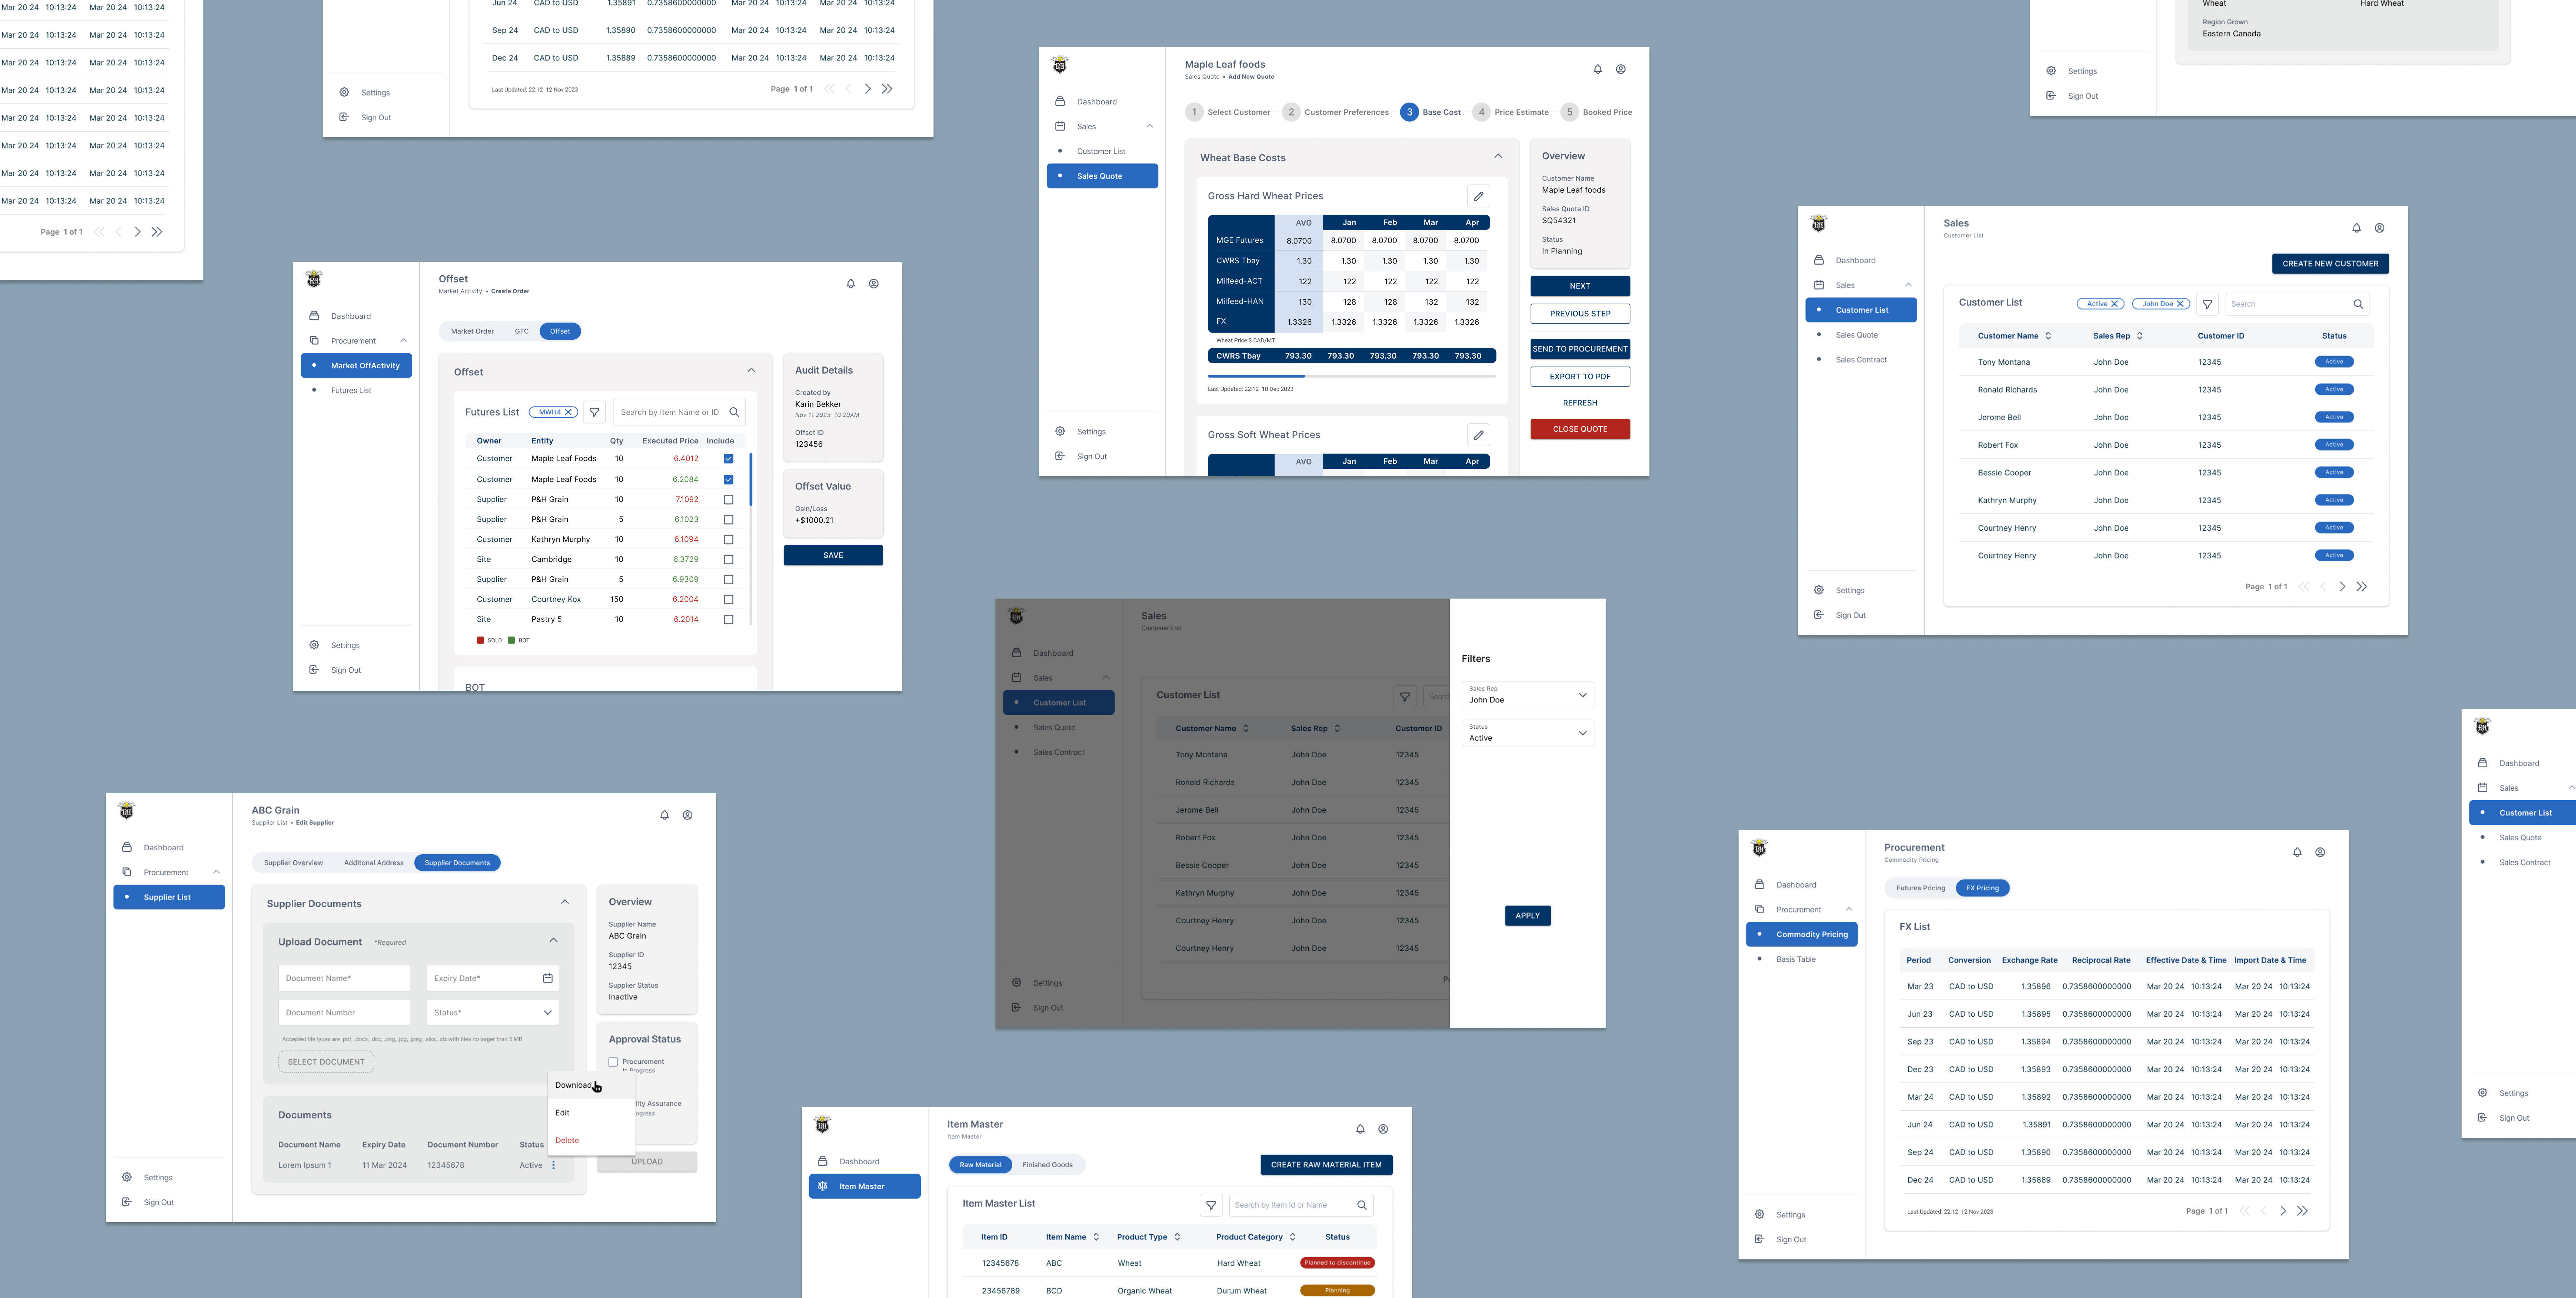 Mar 20 24 10:13:24 Mar 20 24 10:13:24
Mar 20 24 10:13:24 Mar 20 24 10:13:24
Mar 20 24 10:13:24 Mar 20 24 10:13:24
Mar 20 24 10:13:24 Mar 20 24 10:13:24
Mar 20 24 10:13:24 Mar 20 24 10:13:24
Mar 20 24 10:13:24 Mar 20 24 10:13:24
Mar 20 24 10:13:24 Mar 20 24 10:13:24
Mar 20 24 10:13:24 Mar 20 24 10:13:24
Page 1 of 1
Jun 24 CAD to USD 1.35891 0.7358600000000 Mar 20 24 10:13:24 Mar 20 24 10:13:24
Sep 24 CAD to USD 1.35890 0.7358600000000 Mar 20 24 10:13:24 Mar 20 24 10:13:24
Dec 24 CAD to USD 1.35889 0.7358600000000 Mar 20 24 10:13:24 Mar 20 24 10:13:24
Last Updated: 22:12 12 Nov 2023 Page 1 of 1
Settings
Sign Out
Maple Leaf foods
Sales Quote • Add New Quote
Dashboard
Sales
Customer List
Sales Quote
Settings
Sign Out
1 Select Customer 2 Customer Preferences 3 Base Cost 4 Price Estimate 5 Booked Price
Wheat Base Costs
Gross Hard Wheat Prices
AVG Jan Feb Mar Apr
MGE Futures 8.0700 8.0700 8.0700 8.0700 8.0700
CWRS Tbay 1.30 1.30 1.30 1.30 1.30
Milfeed-ACT 122 122 122 122 122
Milfeed-HAN 130 128 128 132 132
FX 1.3326 1.3326 1.3326 1.3326 1.3326
Wheat Price $ CAD/MT
CWRS Tbay 793.30 793.30 793.30 793.30 793.30
Last Updated: 22:12 10 Dec 2023
Gross Soft Wheat Prices
AVG Jan Feb Mar Apr
Overview
Customer Name
Maple Leaf foods
Sales Quote ID
SQ54321
Status
In Planning
NEXT
PREVIOUS STEP
SEND TO PROCUREMENT
EXPORT TO PDF
REFRESH
CLOSE QUOTE
Wheat Hard Wheat
Region Grown
Eastern Canada
Settings
Sign Out
Offset
Market Activity • Create Order
Dashboard
Procurement
Market OffActivity
Futures List
Settings
Sign Out
Market Order GTC Offset
Offset
Futures List MWH4 Search by Item Name or ID
Owner Entity Qty Executed Price Include
Customer Maple Leaf Foods 10 6.4012
Customer Maple Leaf Foods 10 6.2084
Supplier P&H Grain 10 7.1092
Supplier P&H Grain 5 6.1023
Customer Kathryn Murphy 10 6.1094
Site Cambridge 10 6.3729
Supplier P&H Grain 5 6.9309
Customer Courtney Kox 150 6.2004
Site Pastry 5 10 6.2014
SOLD BOT
BOT
Audit Details
Created by
Karin Bekker
Nov 11 2023 10:20AM
Offset ID
123456
Offset Value
Gain/Loss
+$1000.21
SAVE
Sales
Customer List
Dashboard
Sales
Customer List
Sales Quote
Sales Contract
Settings
Sign Out
CREATE NEW CUSTOMER
Customer List Active John Doe Search
Customer Name Sales Rep Customer ID Status
Tony Montana John Doe 12345 Active
Ronald Richards John Doe 12345 Active
Jerome Bell John Doe 12345 Active
Robert Fox John Doe 12345 Active
Bessie Cooper John Doe 12345 Active
Kathryn Murphy John Doe 12345 Active
Courtney Henry John Doe 12345 Active
Courtney Henry John Doe 12345 Active
Page 1 of 1
Sales
Customer List
Dashboard
Sales
Customer List
Sales Quote
Sales Contract
Settings
Sign Out
Customer List
Customer Name Sales Rep Customer ID
Tony Montana John Doe 12345
Ronald Richards John Doe 12345
Jerome Bell John Doe 12345
Robert Fox John Doe 12345
Bessie Cooper John Doe 12345
Kathryn Murphy John Doe 12345
Courtney Henry John Doe 12345
Courtney Henry John Doe 12345
Filters
Sales Rep
John Doe
Status
Active
APPLY
ABC Grain
Supplier List • Edit Supplier
Dashboard
Procurement
Supplier List
Settings
Sign Out
Supplier Overview Additonal Address Supplier Documents
Supplier Documents
Upload Document *Required
Document Name* Expiry Date*
Document Number Status*
Accepted file types are .pdf, .docx, .doc, .png, .jpg, .jpeg, .xlsx, .xls with files no larger than 5 MB
SELECT DOCUMENT
Documents
Document Name Expiry Date Document Number Status
Lorem Ipsum 1 11 Mar 2024 12345678 Active
Download
Edit
Delete
Overview
Supplier Name
ABC Grain
Supplier ID
12345
Supplier Status
Inactive
Approval Status
Procurement
In Progress
Assurance
UPLOAD
Item Master
Item Master
Dashboard
Item Master
Raw Material Finished Goods
CREATE RAW MATERIAL ITEM
Item Master List Search by Item Id or Name
Item ID Item Name Product Type Product Category Status
12345678 ABC Wheat Hard Wheat Planned to discontinue
23456789 BCD Organic Wheat Durum Wheat Planning
Procurement
Commodity Pricing
Dashboard
Procurement
Commodity Pricing
Basis Table
Settings
Sign Out
Futures Pricing FX Pricing
FX List
Period Conversion Exchange Rate Reciprocal Rate Effective Date & Time Import Date & Time
Mar 23 CAD to USD 1.35896 0.7358600000000 Mar 20 24 10:13:24 Mar 20 24 10:13:24
Jun 23 CAD to USD 1.35895 0.7358600000000 Mar 20 24 10:13:24 Mar 20 24 10:13:24
Sep 23 CAD to USD 1.35894 0.7358600000000 Mar 20 24 10:13:24 Mar 20 24 10:13:24
Dec 23 CAD to USD 1.35893 0.7358600000000 Mar 20 24 10:13:24 Mar 20 24 10:13:24
Mar 24 CAD to USD 1.35892 0.7358600000000 Mar 20 24 10:13:24 Mar 20 24 10:13:24
Jun 24 CAD to USD 1.35891 0.7358600000000 Mar 20 24 10:13:24 Mar 20 24 10:13:24
Sep 24 CAD to USD 1.35890 0.7358600000000 Mar 20 24 10:13:24 Mar 20 24 10:13:24
Dec 24 CAD to USD 1.35889 0.7358600000000 Mar 20 24 10:13:24 Mar 20 24 10:13:24
Last Updated: 22:12 12 Nov 2023 Page 1 of 1
Dashboard
Sales
Customer List
Sales Quote
Sales Contract
Settings
Sign Out